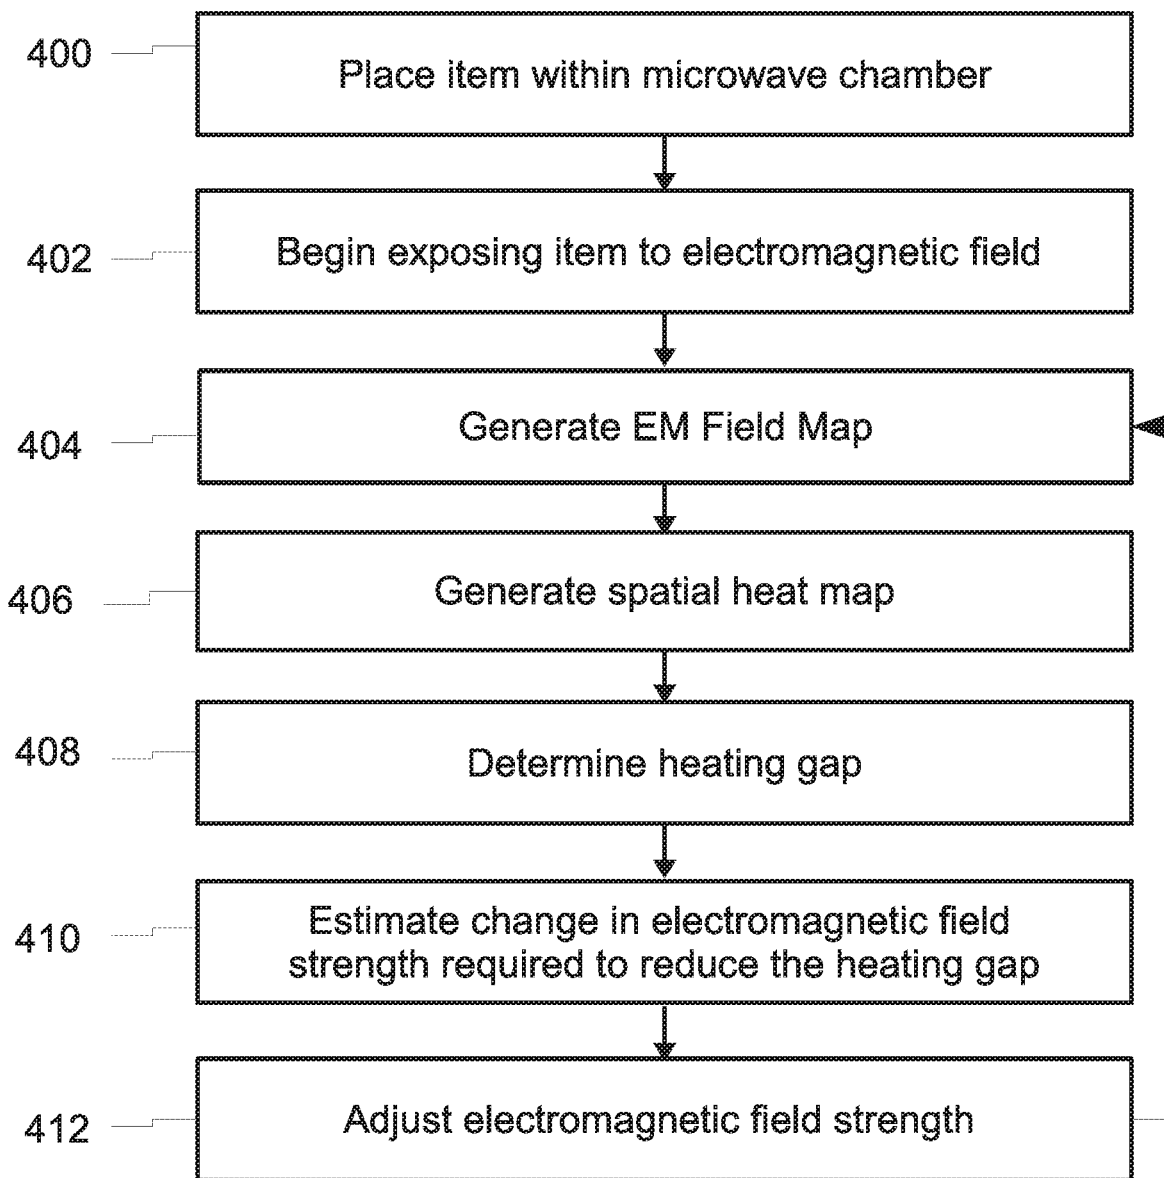 400
Place item within microwave chamber
402
Begin exposing item to electromagnetic field
404
Generate EM Field Map
406
Generate spatial heat map
408
Determine heating gap
410
Estimate change in electromagnetic field
strength required to reduce the heating gap
412
Adjust electromagnetic field strength